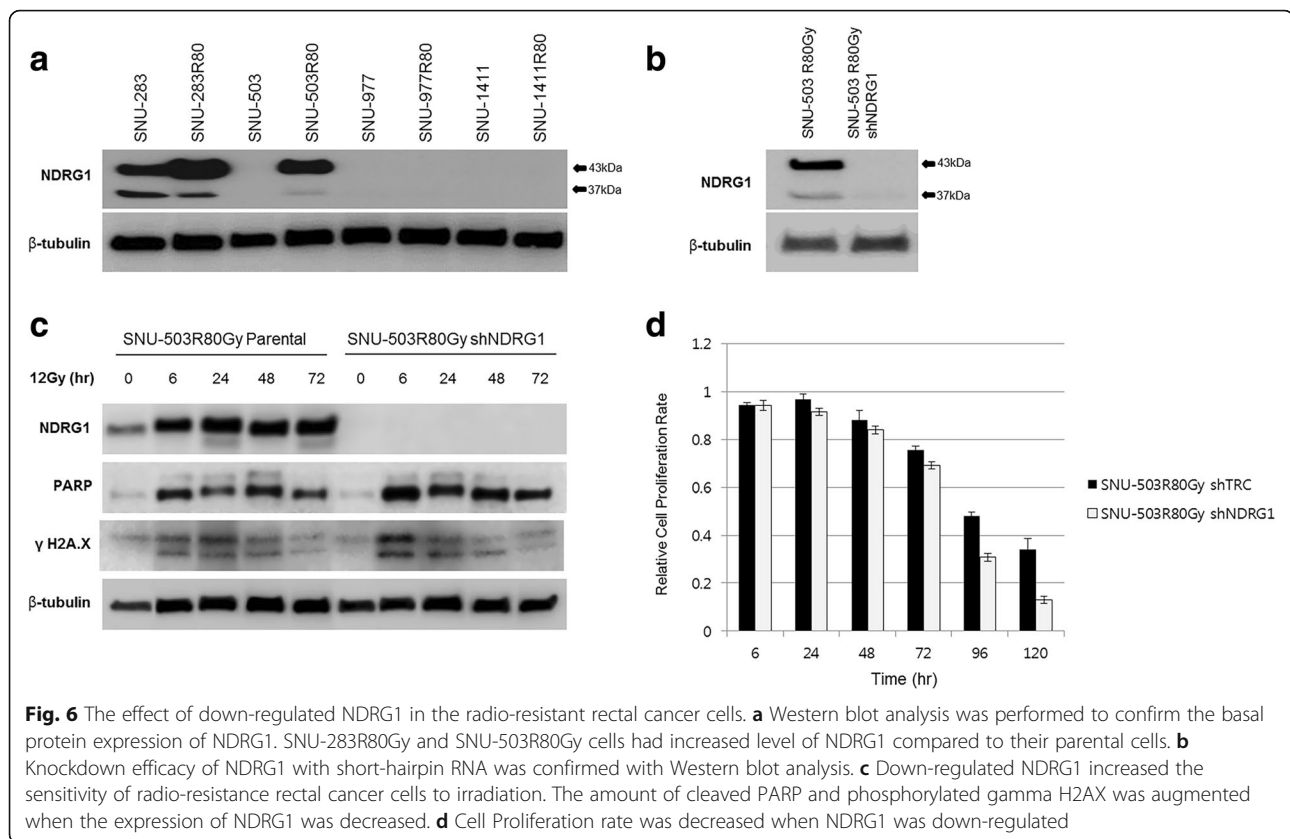 a
SNU-283
SNU-283R80
SNU-503
SNU-503R80
SNU-977
SNU-977R80
SNU-1411
SNU-1411R80
NDRG1
43kDa
37kDa
β-tubulin
b
SNU-503 R80Gy
SNU-503 R80Gy
shNDRG1
NDRG1
43kDa
37kDa
β-tubulin
c
SNU-503R80Gy Parental SNU-503R80Gy shNDRG1
12Gy (hr) 0 6 24 48 72 0 6 24 48 72
NDRG1
PARP
γ H2A.X
β-tubulin
d
Relative Cell Proliferation Rate
1.2
1
0.8
0.6
0.4
0.2
0
6 24 48 72 96 120
Time (hr)
SNU-503R80Gy shTRC
SNU-503R80Gy shNDRG1
Fig. 6 The effect of down-regulated NDRG1 in the radio-resistant rectal cancer cells. a Western blot analysis was performed to confirm the basal
protein expression of NDRG1. SNU-283R80Gy and SNU-503R80Gy cells had increased level of NDRG1 compared to their parental cells. b
Knockdown efficacy of NDRG1 with short-hairpin RNA was confirmed with Western blot analysis. c Down-regulated NDRG1 increased the
sensitivity of radio-resistance rectal cancer cells to irradiation. The amount of cleaved PARP and phosphorylated gamma H2AX was augmented
when the expression of NDRG1 was decreased. d Cell Proliferation rate was decreased when NDRG1 was down-regulated